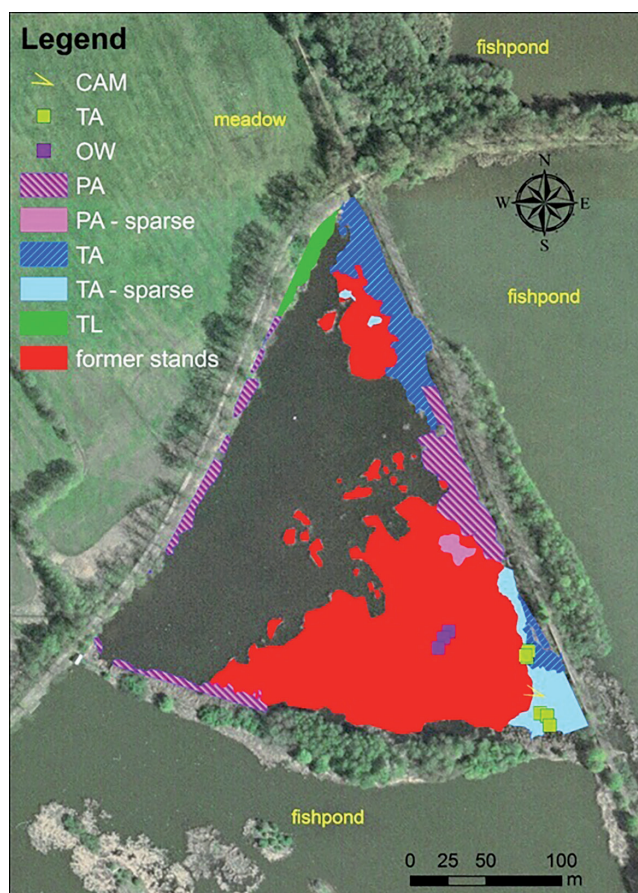 Legend
CAM
TA
OW
PA
PA - sparse
TA
TA - sparse
TL
former stands
fishpond
meadow
N
W E
S
fishpond
fishpond
0 25 50 100
m